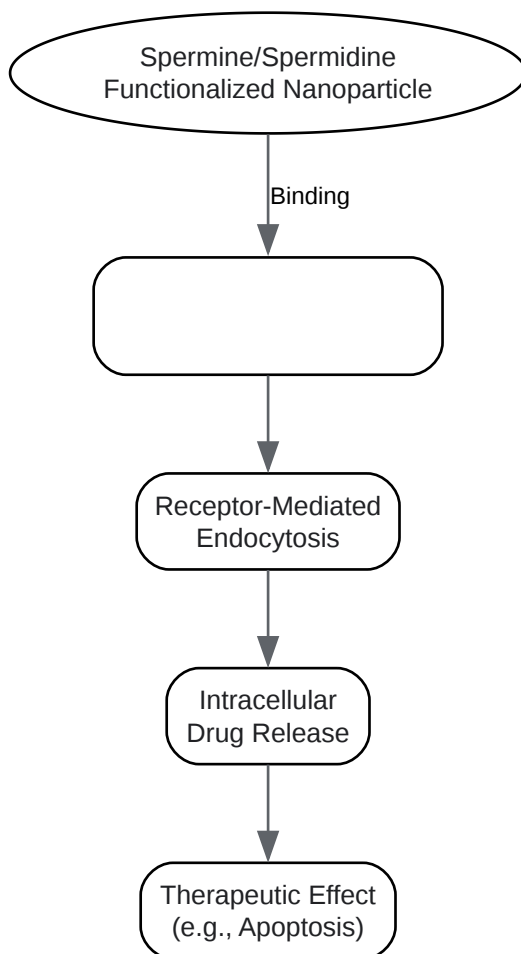 Spermine/Spermidine
Functionalized Nanoparticle
Binding
Receptor-Mediated
Endocytosis
Intracellular
Drug Release
Therapeutic Effect
(e.g., Apoptosis)